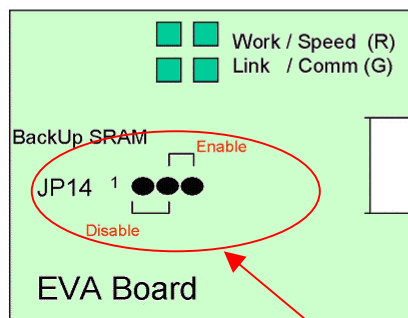 Work / Speed (R)
Link / Comm (G)
BackUp SRAM
Enable
JP14 1
Disable
EVA Board